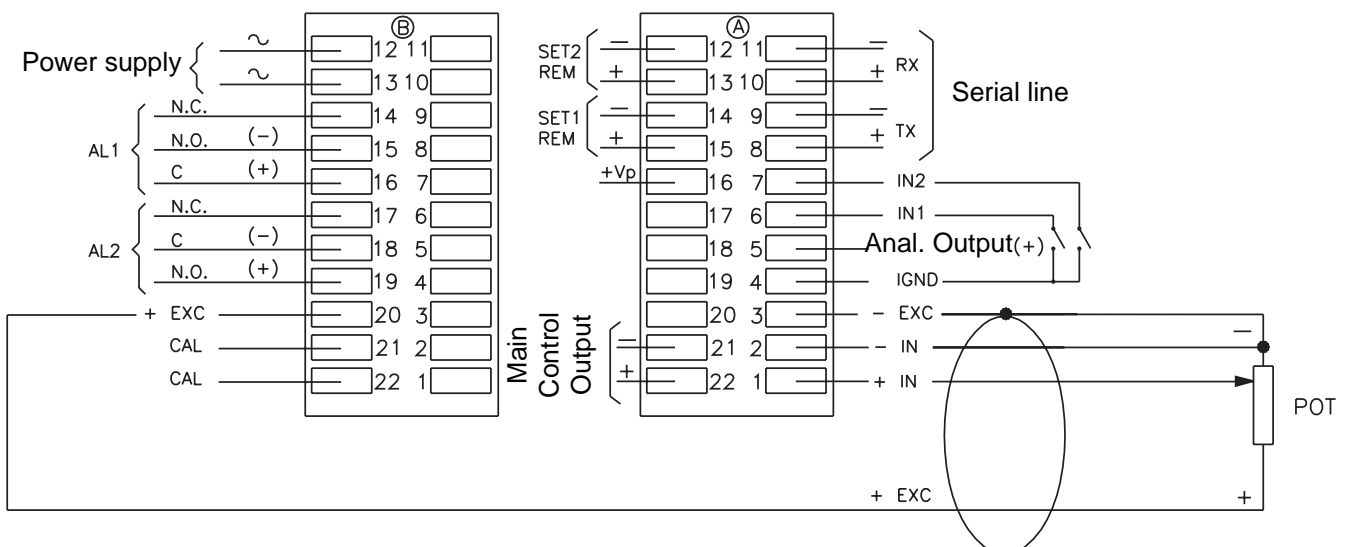 Ⓑ
Power supply
~
12 11
~
13 10
AL1
N.C.
14 9
N.O. (−)
15 8
C (+)
16 7
AL2
N.C.
17 6
C (−)
18 5
N.O. (+)
19 4
+ EXC
20 3
CAL
21 2
CAL
22 1
Main
Control
Output
Ⓐ
SET2
REM
−
+
12 11
13 10
−
+
RX
SET1
REM
−
+
14 9
15 8
−
+
TX
Serial line
+Vp
16 7
IN2
17 6
IN1
18 5
Anal. Output(+)
19 4
IGND
20 3
− EXC
−
−
21 2
− IN
+
22 1
+ IN
POT
+ EXC
+